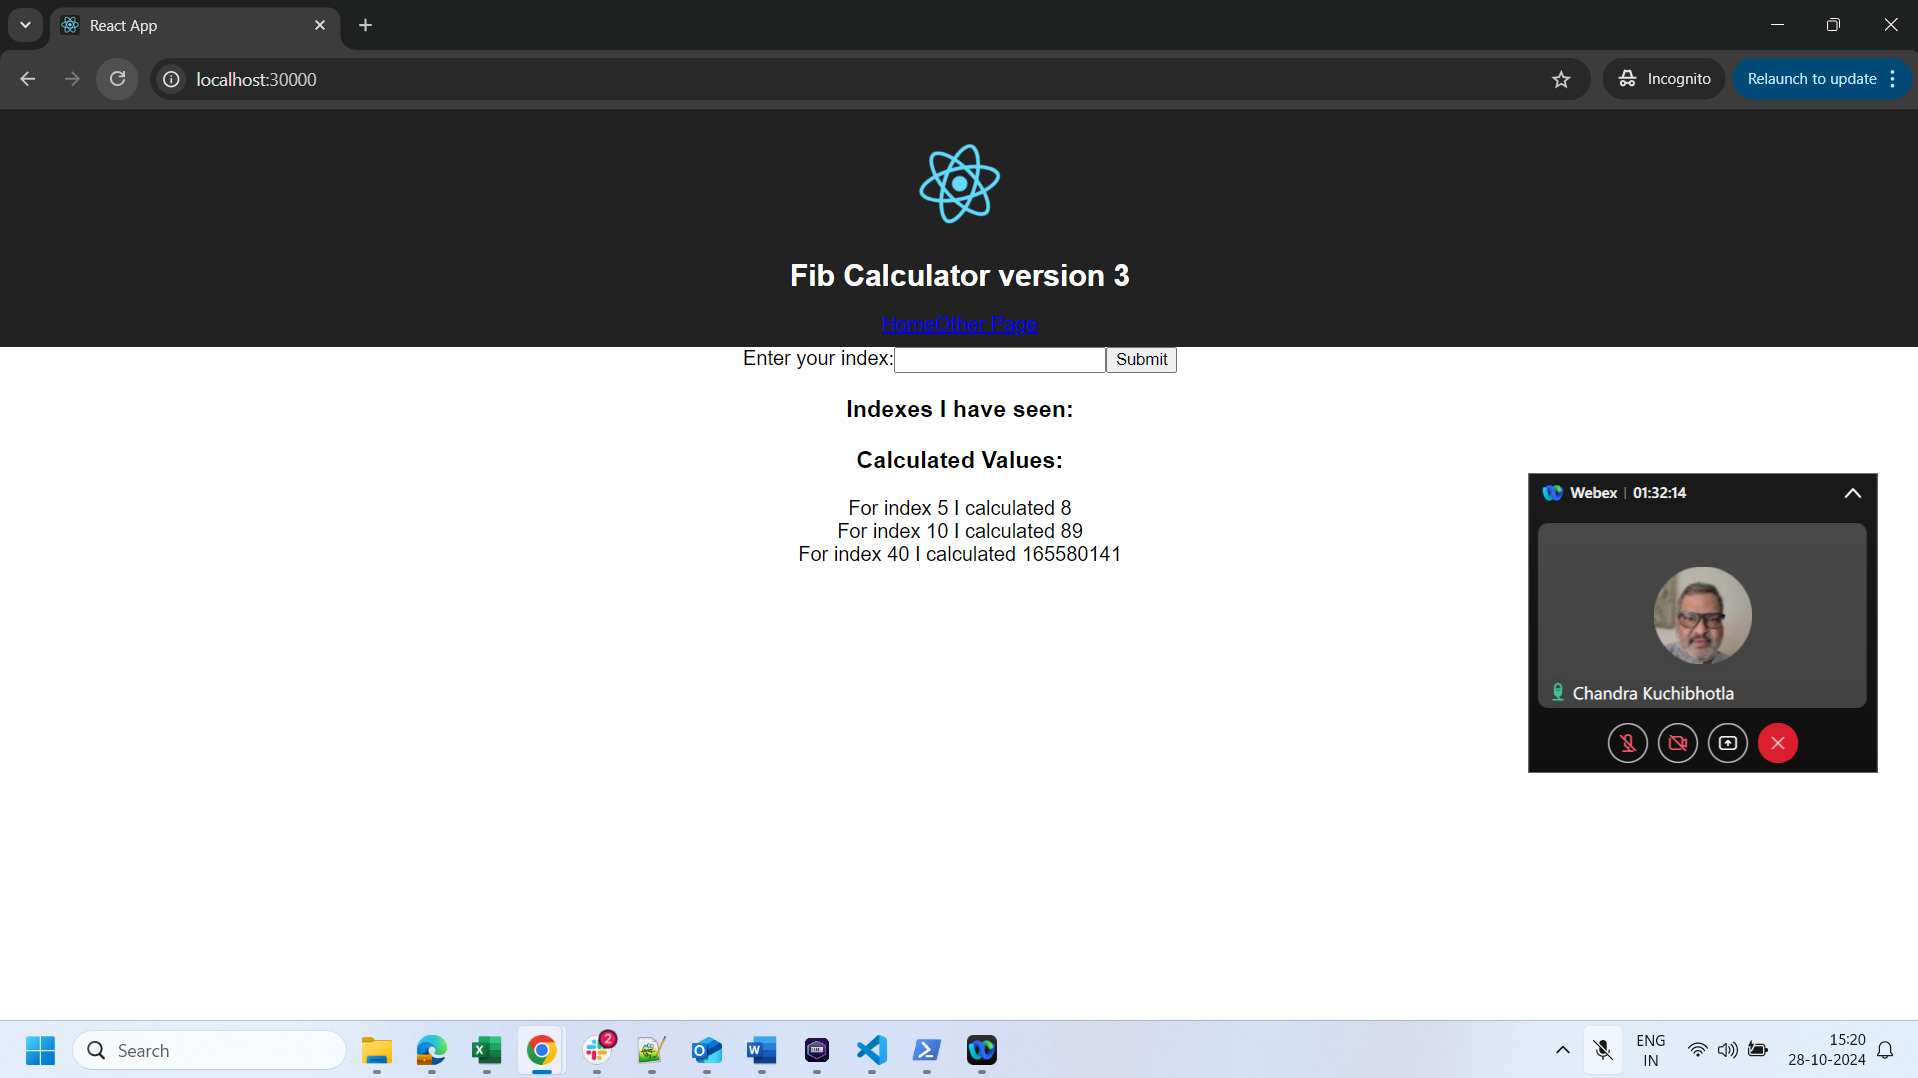 React App
localhost:30000
Incognito
Relaunch to update
Fib Calculator version 3
HomeOther Page
Enter your index:
Submit
Indexes I have seen:
Calculated Values:
For index 5 I calculated 8
For index 10 I calculated 89
For index 40 I calculated 165580141
Webex | 01:32:14
Chandra Kuchibhotla
Search
2
ENG
IN
15:20
28-10-2024